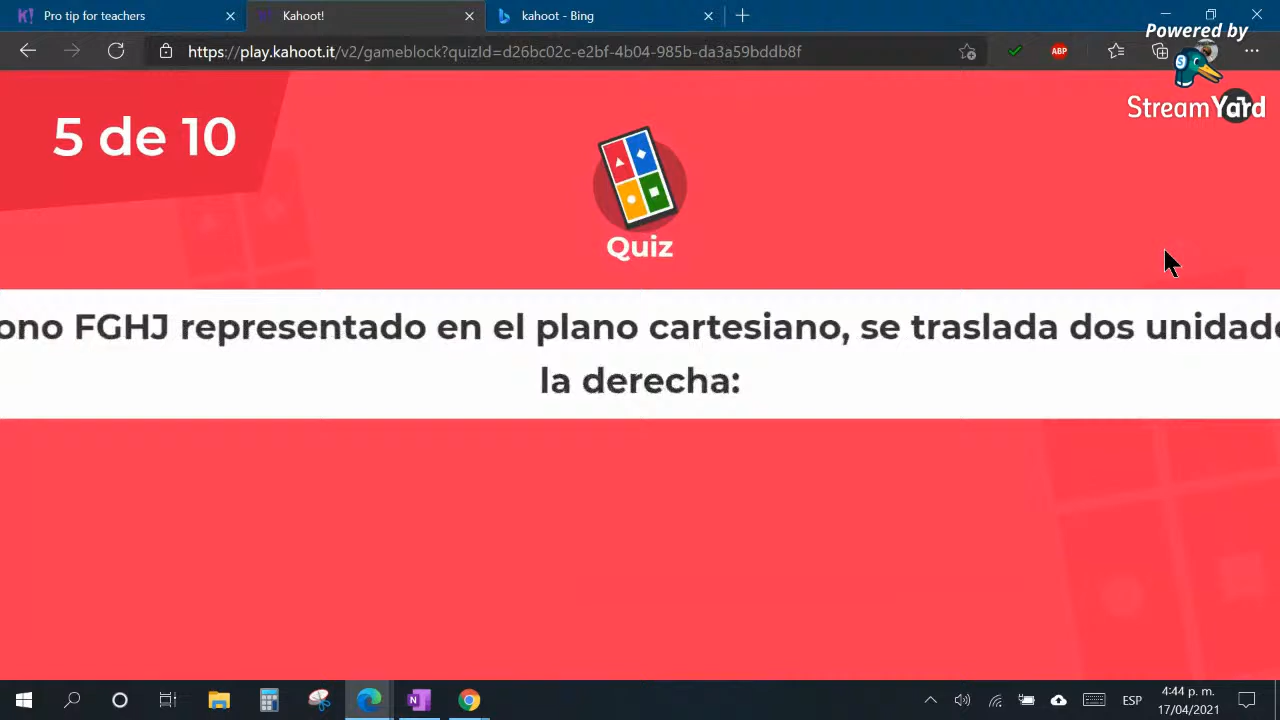 Pro tip for teachers
Kahoot!
kahoot - Bing
https://play.kahoot.it/v2/gameblock?quizId=d26bc02c-e2bf-4b04-985b-da3a59bddb8f
ABP
Powered by
StreamYard
5 de 10
Quiz
ono FGHJ representado en el plano cartesiano, se traslada dos unidade
la derecha:
ESP
4:44 p. m.
17/04/2021